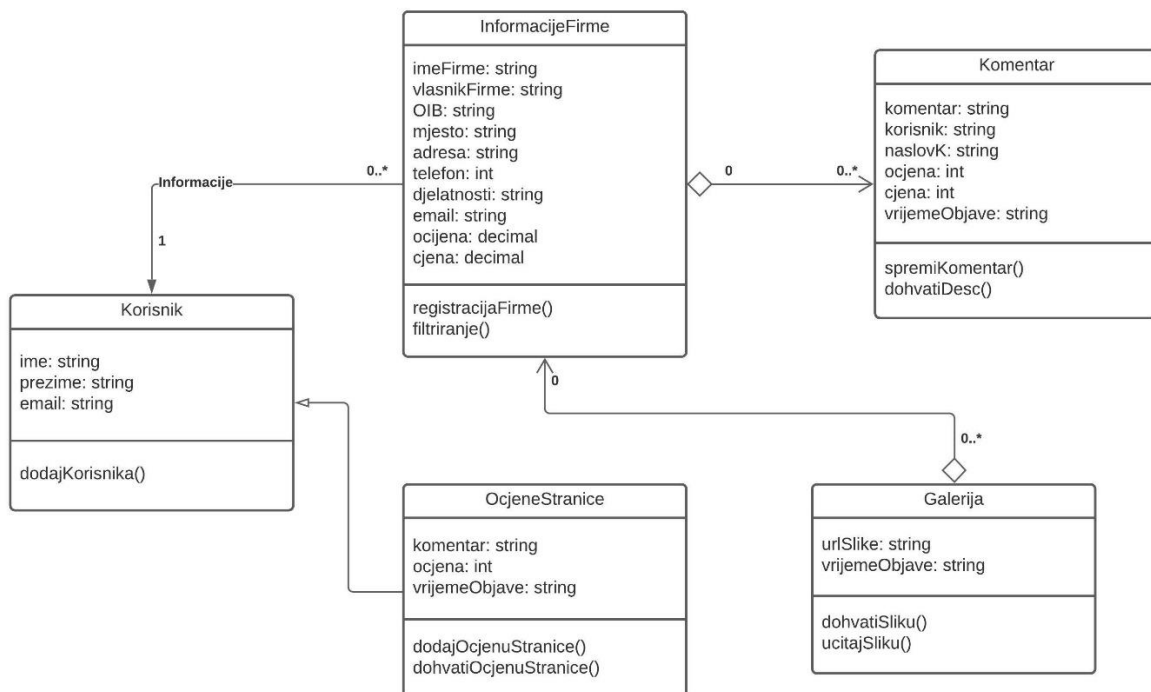 InformacijeFirme
imeFirme: string
vlasnikFirme: string
OIB: string
mjesto: string
adresa: string
telefon: int
djelatnosti: string
email: string
ocijena: decimal
cjena: decimal
registracijaFirme()
filtriranje()
Komentar
komentar: string
korisnik: string
naslovK: string
ocjena: int
cjena: int
vrijemeObjave: string
spremiKomentar()
dohvatiDesc()
0
0..*
0..*
Informacije
1
Korisnik
ime: string
prezime: string
email: string
dodajKorisnika()
0
0..*
OcjeneStranice
komentar: string
ocjena: int
vrijemeObjave: string
dodajOcjenuStranice()
dohvatiOcjenuStranice()
Galerija
urlSlike: string
vrijemeObjave: string
dohvatiSliku()
ucitajSliku()